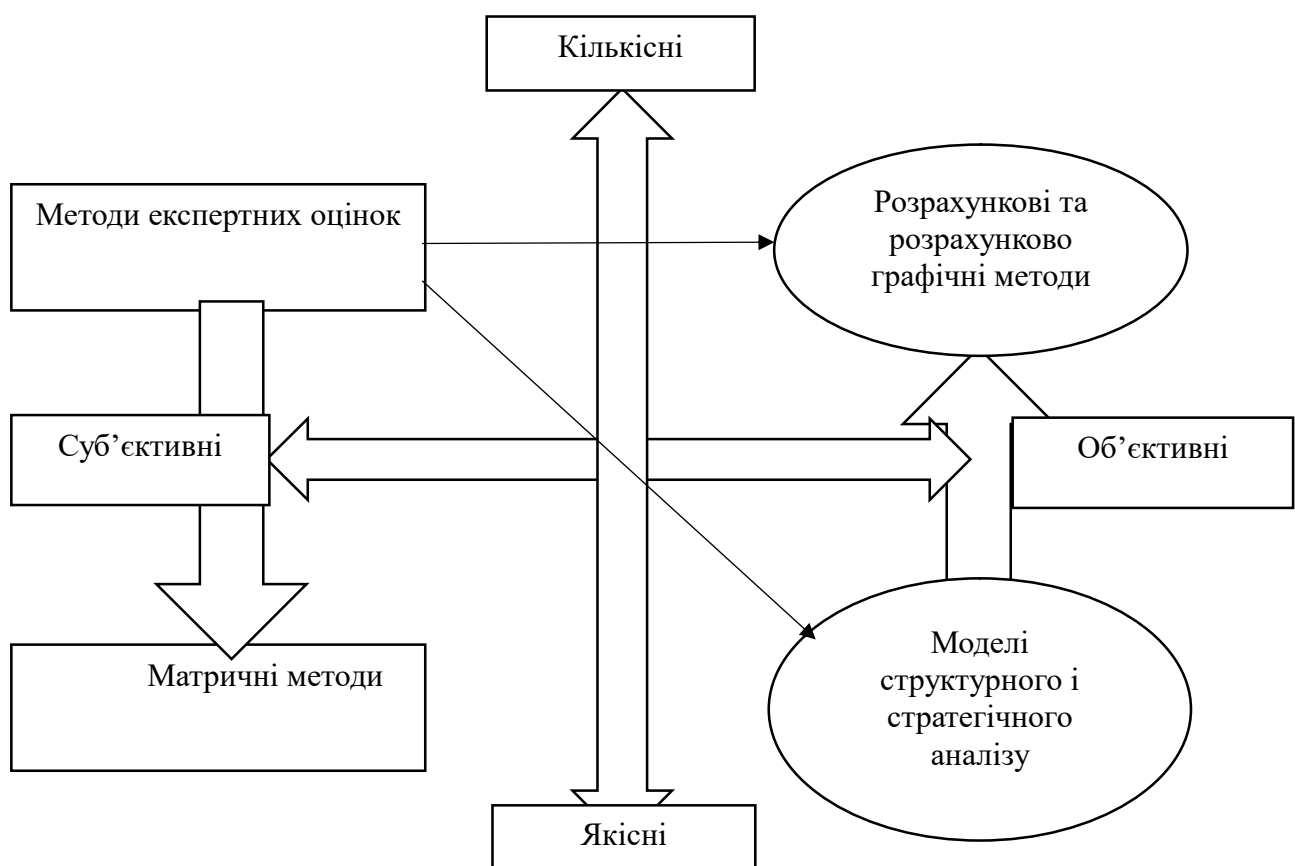 Кількісні
Методи експертних оцінок
Розрахункові та
розрахунково
графічні методи
Суб’єктивні
Об’єктивні
Матричні методи
Моделі
структурного і
стратегічного
аналізу
Якісні